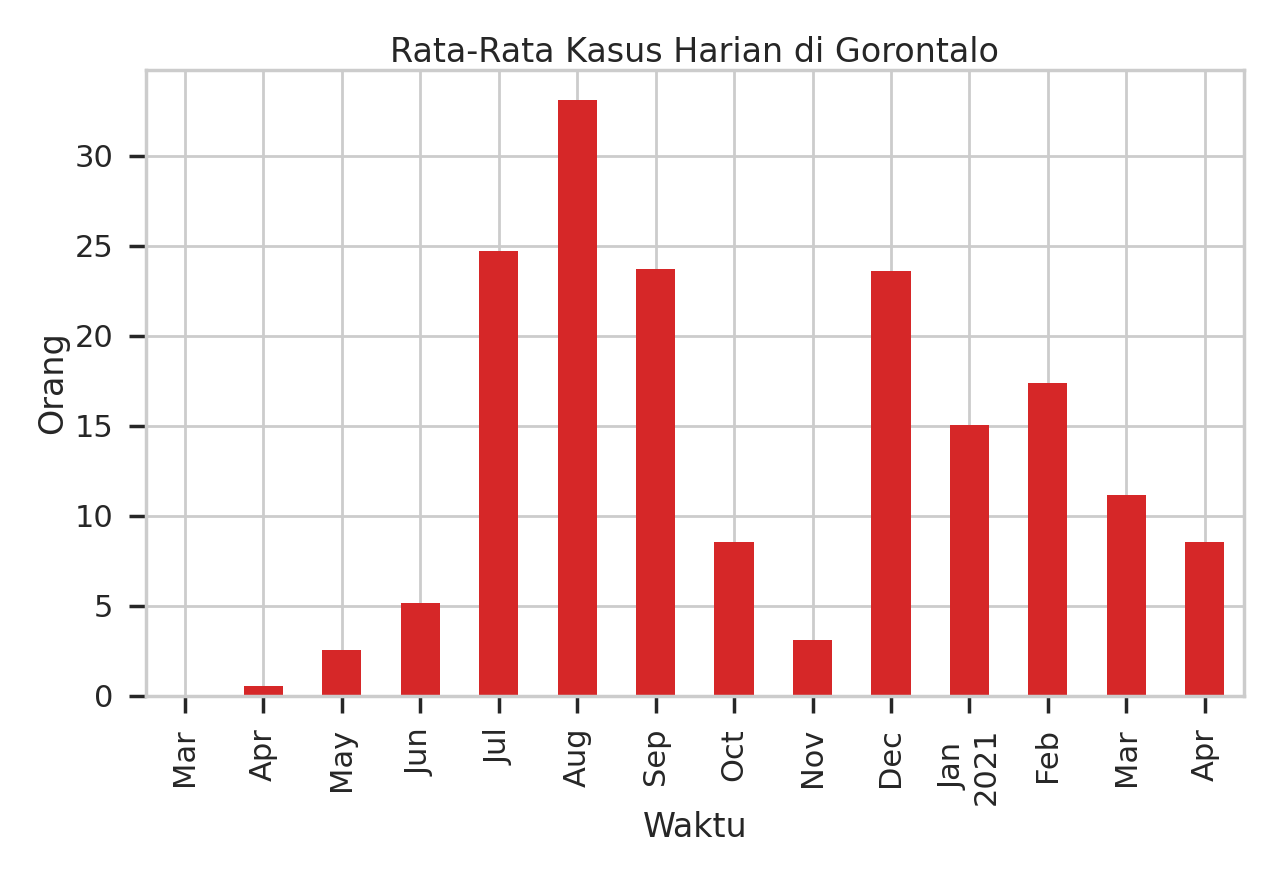 Rata-Rata Kasus Harian di Gorontalo
Orang
30
25
20
15
10
5
0
Mar
Apr
May
Jun
Jul
Aug
Sep
Oct
Nov
Dec
Jan
2021
Feb
Mar
Apr
Waktu